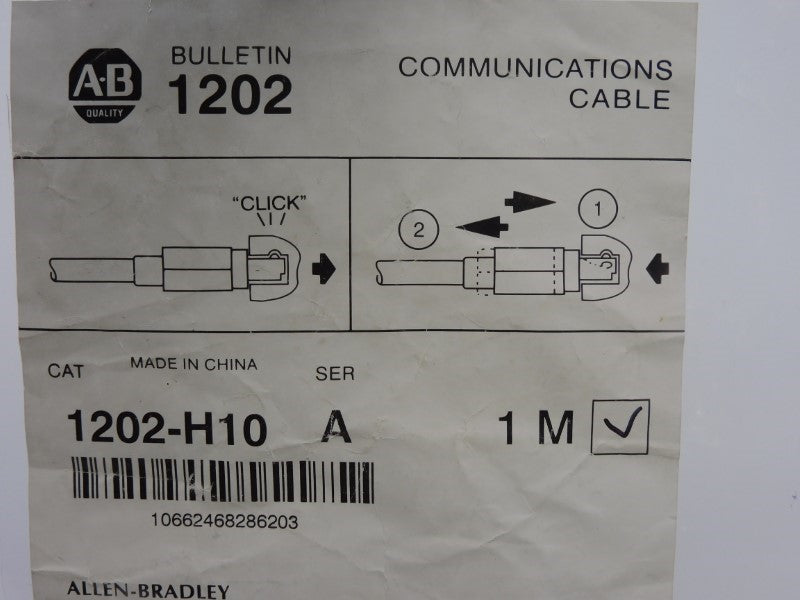 A·B
QUALITY
BULLETIN
1202
COMMUNICATIONS
CABLE
"CLICK"
2
1
CAT MADE IN CHINA SER
1202-H10 A 1 M
10662468286203
ALLEN-BRADLEY